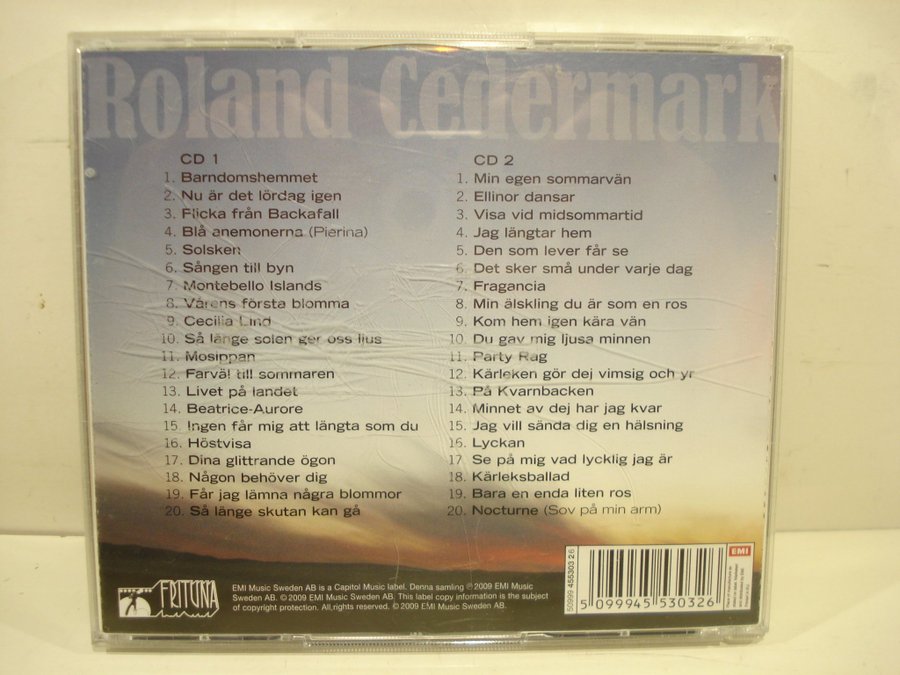 Roland Cedermark
CD 1
1. Barndomshemmet
2. Nu är det lördag igen
3. Flicka från Backafall
4. Blå anemonerna (Pierina)
5. Solsken
6. Sången till byn
7. Montebello Islands
8. Vårens första blomma
9. Cecilia Lind
10. Så länge solen ger oss ljus
11. Mosippan
12. Farväl till sommaren
13. Livet på landet
14. Beatrice-Aurore
15. Ingen får mig att längta som du
16. Höstvisa
17. Dina glittrande ögon
18. Någon behöver dig
19. Får jag lämna några blommor
20. Så länge skutan kan gå
CD 2
1. Min egen sommarvän
2. Ellinor dansar
3. Visa vid midsommartid
4. Jag längtar hem
5. Den som lever får se
6. Det sker små under varje dag
7. Fragancia
8. Min älskling du är som en ros
9. Kom hem igen kära vän
10. Du gav mig ljusa minnen
11. Party Rag
12. Kärleken gör dej vimsig och yr
13. På Kvarnbacken
14. Minnet av dej har jag kvar
15. Jag vill sända dig en hälsning
16. Lyckan
17. Se på mig vad lycklig jag är
18. Kärleksballad
19. Bara en enda liten ros
20. Nocturne (Sov på min arm)
FRITUNA
EMI Music Sweden AB is a Capitol Music label. Denna samling ℗ 2009 EMI Music
Sweden AB. © 2009 EMI Music Sweden AB. This label copy information is the subject
of copyright protection. All rights reserved. © 2009 EMI Music Sweden AB.
50999 455303 26
5 099945 530326
EMI